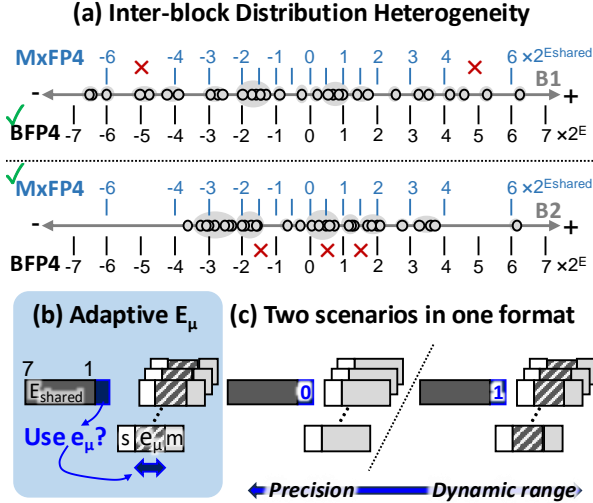 (a) Inter-block Distribution Heterogeneity
MxFP4 -6 -4 -3 -2 -1 0 1 2 3 4 6 ×2^Eshared
B1
- +
BFP4 -7 -6 -5 -4 -3 -2 -1 0 1 2 3 4 5 6 7 ×2^E
MxFP4 -6 -4 -3 -2 -1 0 1 2 3 4 6 ×2^Eshared
B2
- +
BFP4 -7 -6 -5 -4 -3 -2 -1 0 1 2 3 4 5 6 7 ×2^E
(b) Adaptive Eμ
(c) Two scenarios in one format
7 1
Eshared
0
1
Use eμ?
s eμ m
Precision Dynamic range